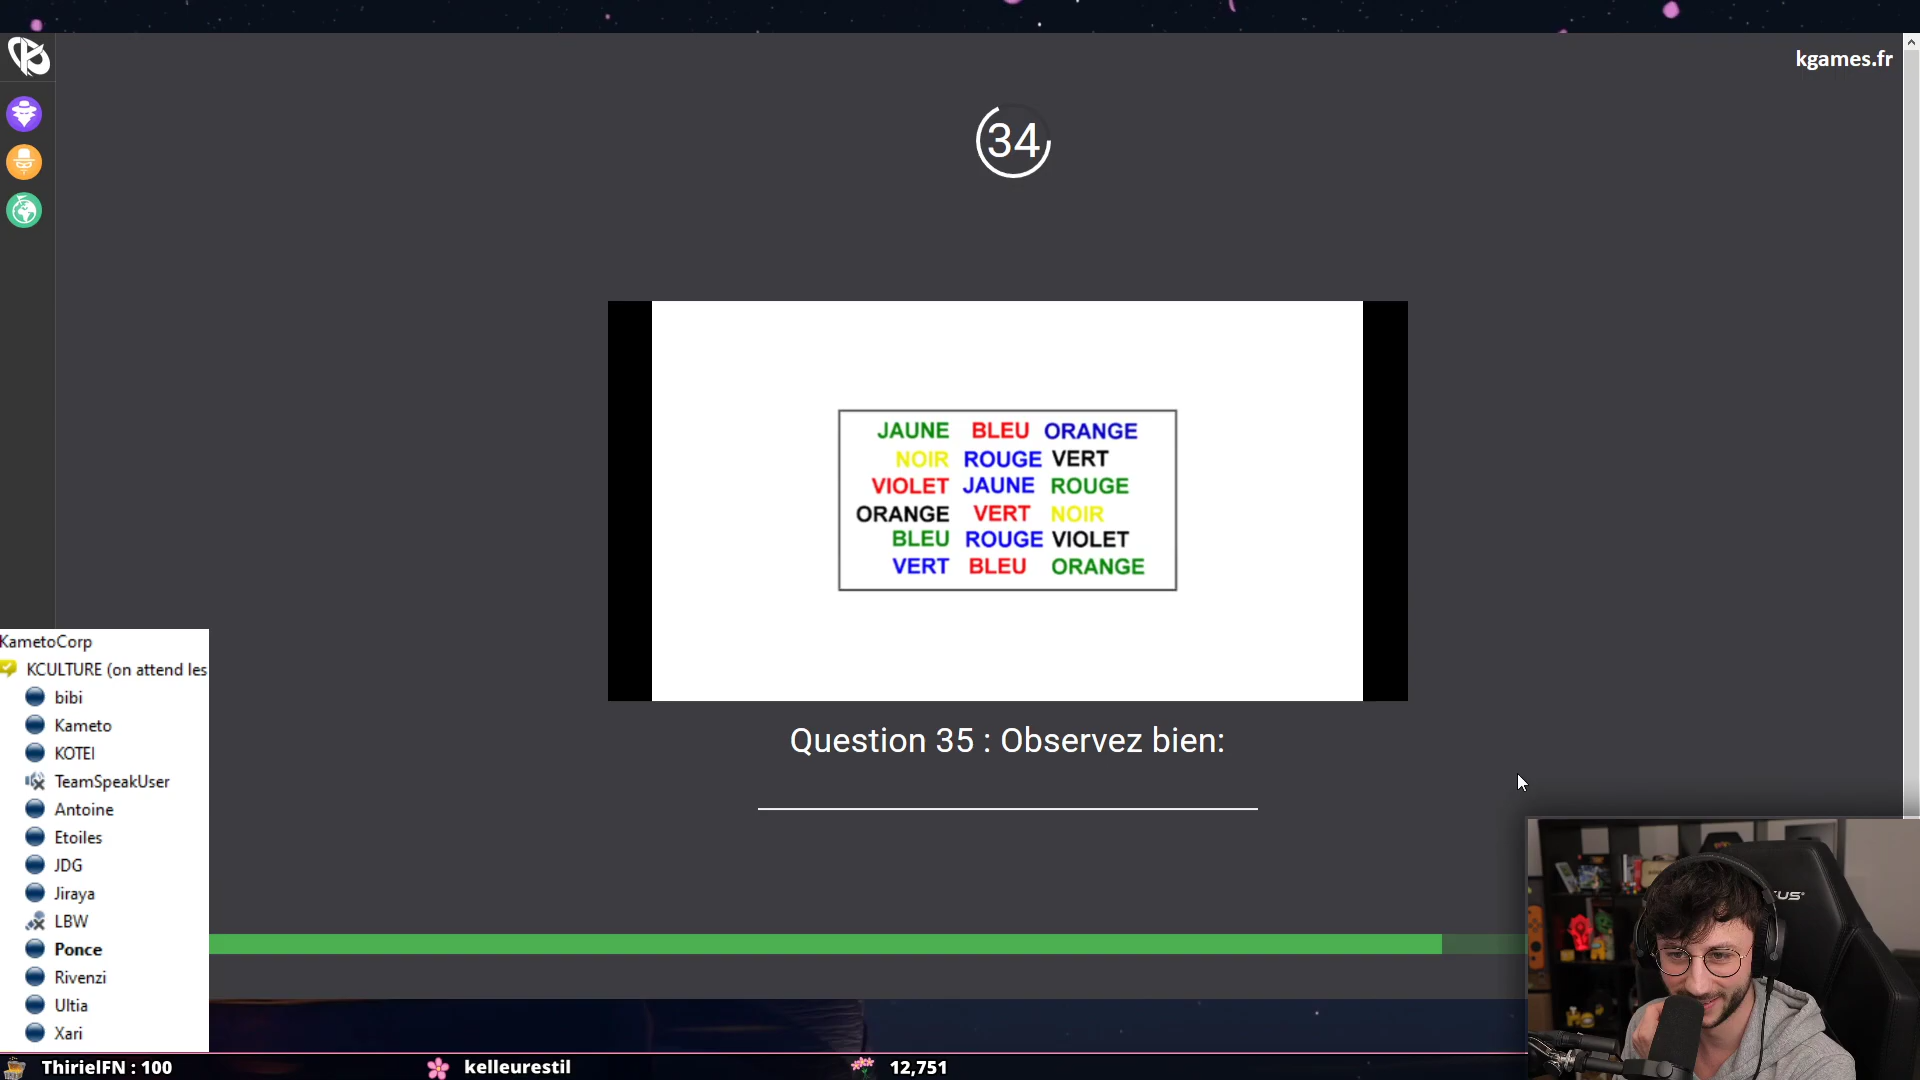 kgames.fr
34
JAUNE BLEU ORANGE
NOIR ROUGE VERT
VIOLET JAUNE ROUGE
ORANGE VERT NOIR
BLEU ROUGE VIOLET
VERT BLEU ORANGE
Question 35 : Observez bien:
KametoCorp
KCULTURE (on attend les
bibi
Kameto
KOTEI
TeamSpeakUser
Antoine
Etoiles
JDG
Jiraya
LBW
Ponce
Rivenzi
Ultia
Xari
ThirielFN : 100
kelleurestil
12,751